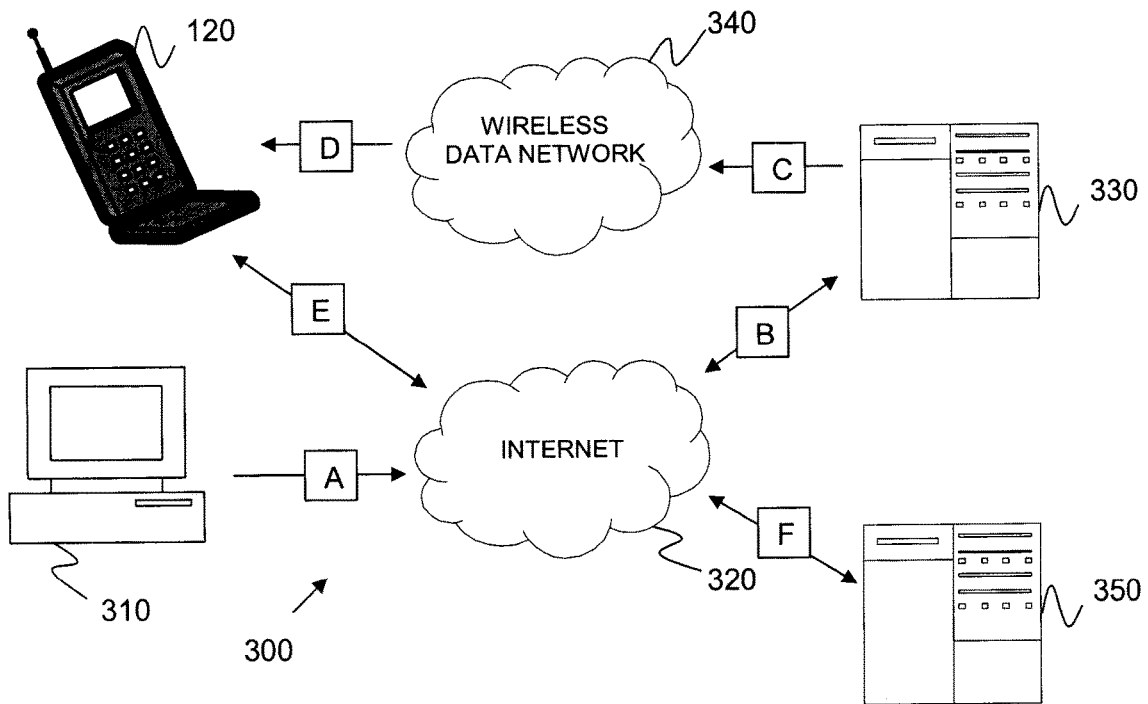 120
340
WIRELESS
DATA NETWORK
D
C
330
E
B
INTERNET
A
F
310
320
350
300